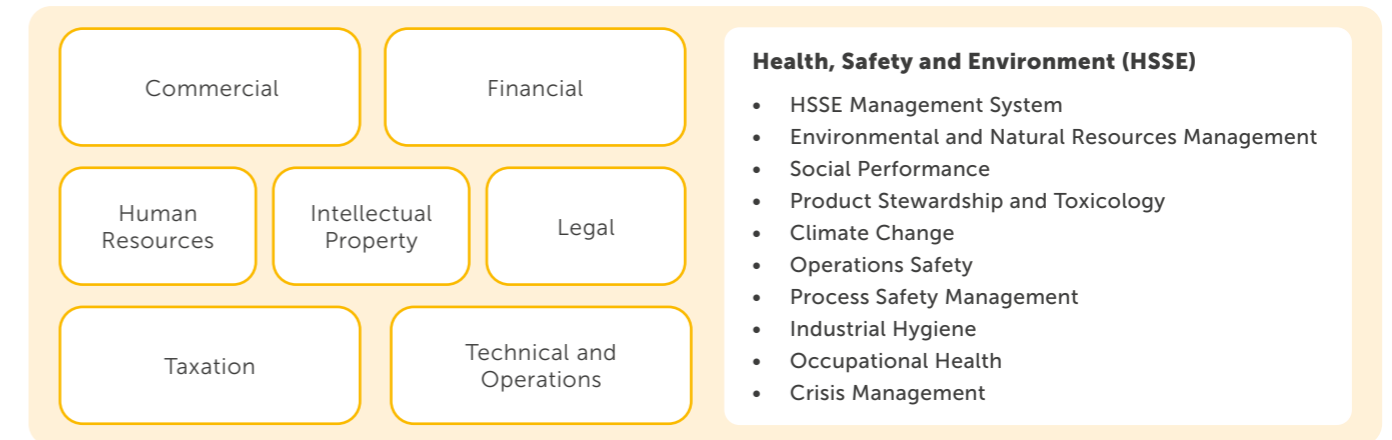 Commercial
Financial
Human
Resources
Intellectual
Property
Legal
Taxation
Technical and
Operations
Health, Safety and Environment (HSSE)
• HSSE Management System
• Environmental and Natural Resources Management
• Social Performance
• Product Stewardship and Toxicology
• Climate Change
• Operations Safety
• Process Safety Management
• Industrial Hygiene
• Occupational Health
• Crisis Management